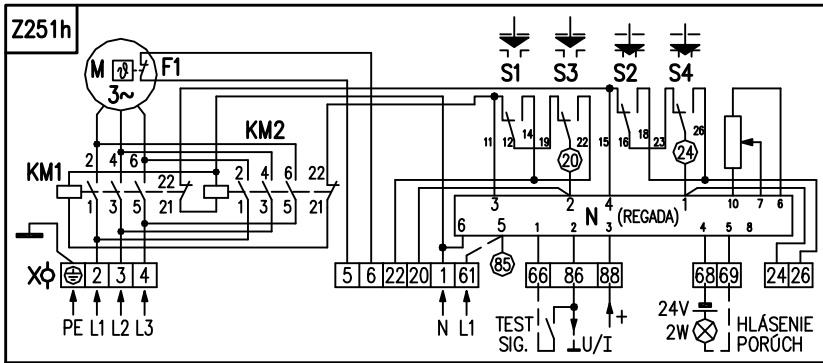 Z251h
M ϑ F1
3~
S1 S3 S2 S4
KM2
KM1
2 4 6 22 2 4 6 22
1 3 5 21 1 3 5 21
11 12 14 19 22 15 16 18 23 26
20 24
3 2 4 1 10 7 6
N (REGADA)
6 5 1 2 3 4 5 8
85
X 2 3 4 5 6 22 20 1 61 66 86 88 68 69 24 26
PE L1 L2 L3 N L1
TEST
SIG.
U/I
+
24V
2W
HLÁSENIE
PORÚCH